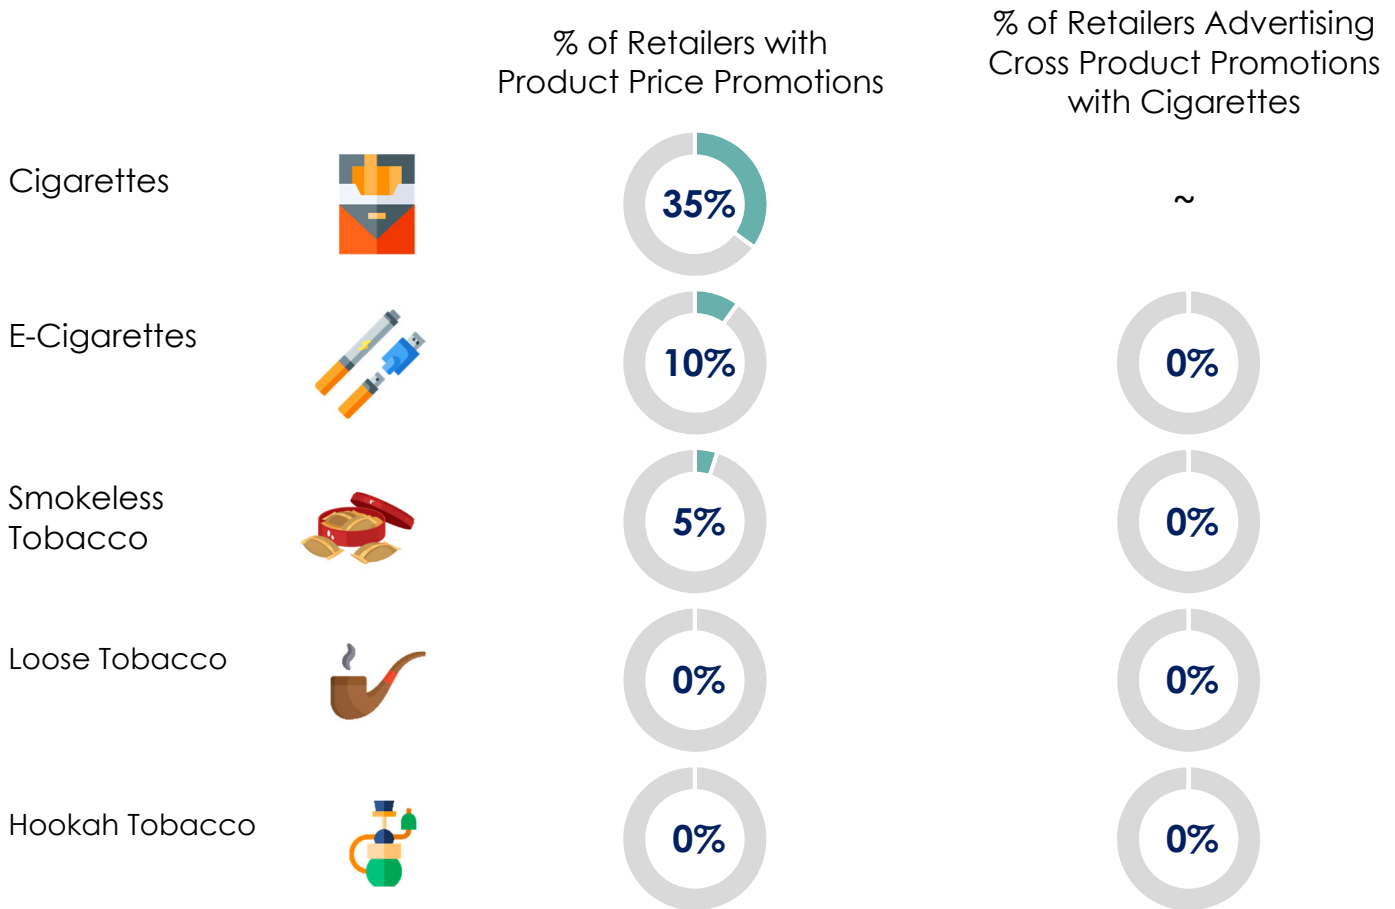 % of Retailers with
Product Price Promotions
% of Retailers Advertising
Cross Product Promotions
with Cigarettes
Cigarettes
35%
~
E-Cigarettes
10%
0%
Smokeless
Tobacco
5%
0%
Loose Tobacco
0%
0%
Hookah Tobacco
0%
0%